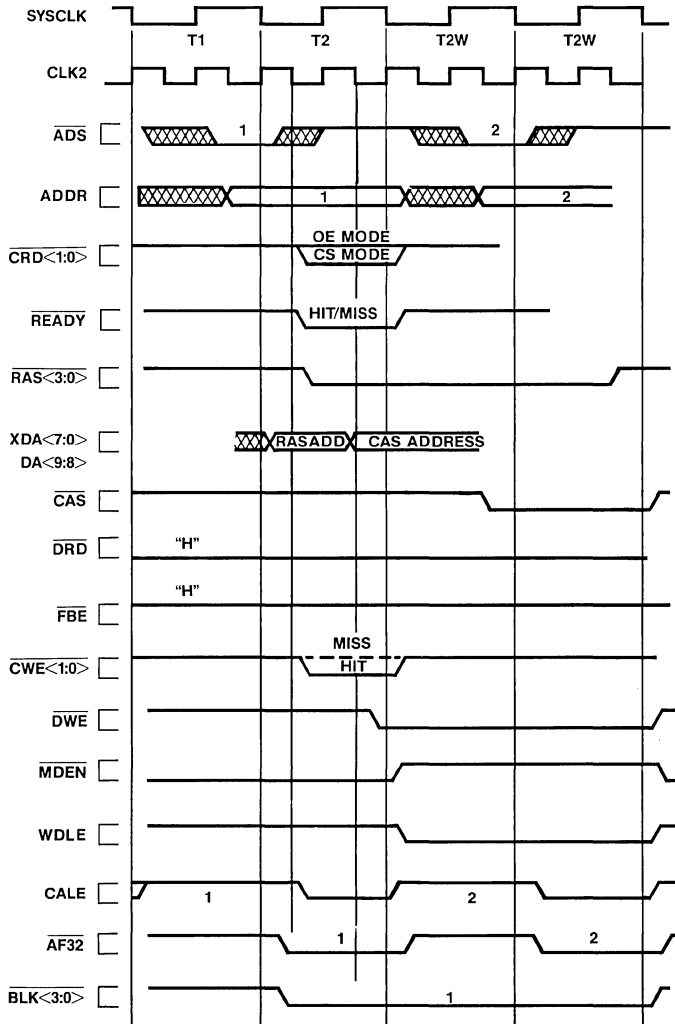 SYSCLK
T1 T2 T2W T2W
CLK2
ADS 1 2
ADDR 1 2
OE MODE
CRD<1:0> CS MODE
READY HIT/MISS
RAS<3:0>
XDA<7:0> RASADD CAS ADDRESS
DA<9:8>
CAS
DRD "H"
"H"
FBE
MISS
CWE<1:0> HIT
DWE
MDEN
WDLE
CALE 1 2
AF32 1 2
BLK<3:0> 1